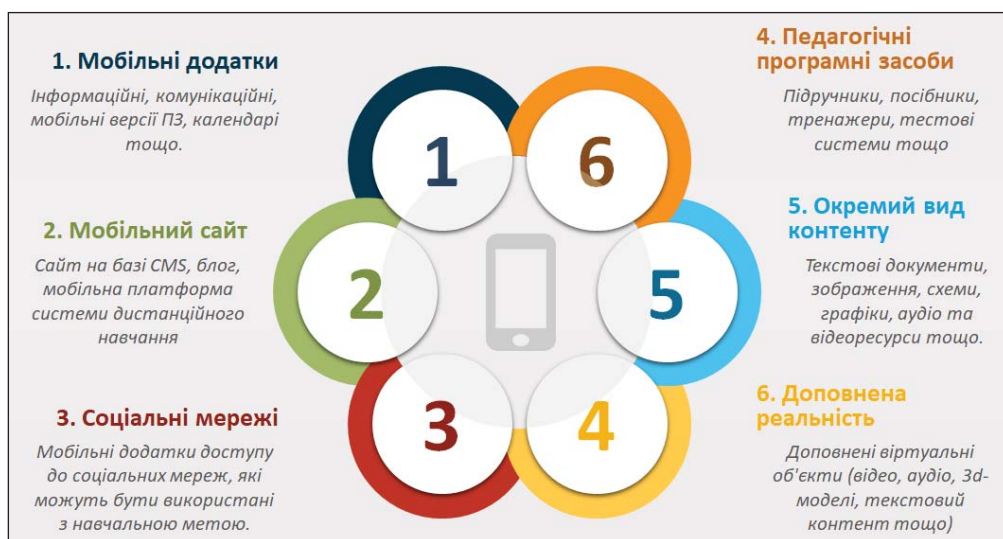 1. Мобільні додатки
Інформаційні, комунікаційні,
мобільні версії ПЗ, календарі
тощо.
2. Мобільний сайт
Сайт на базі CMS, блог,
мобільна платформа
системи дистанційного
навчання
3. Соціальні мережі
Мобільні додатки доступу
до соціальних мереж, які
можуть бути використані
з навчальною метою.
1
6
2
5
3
4
4. Педагогічні
програмні засоби
Підручники, посібники,
тренажери, тестові
системи тощо
5. Окремий вид
контенту
Текстові документи,
зображення, схеми,
графіки, аудіо та
відеоресурси тощо.
6. Доповнена
реальність
Доповнені віртуальні
об'єкти (відео, аудіо, 3d-
моделі, текстовий
контент тощо)